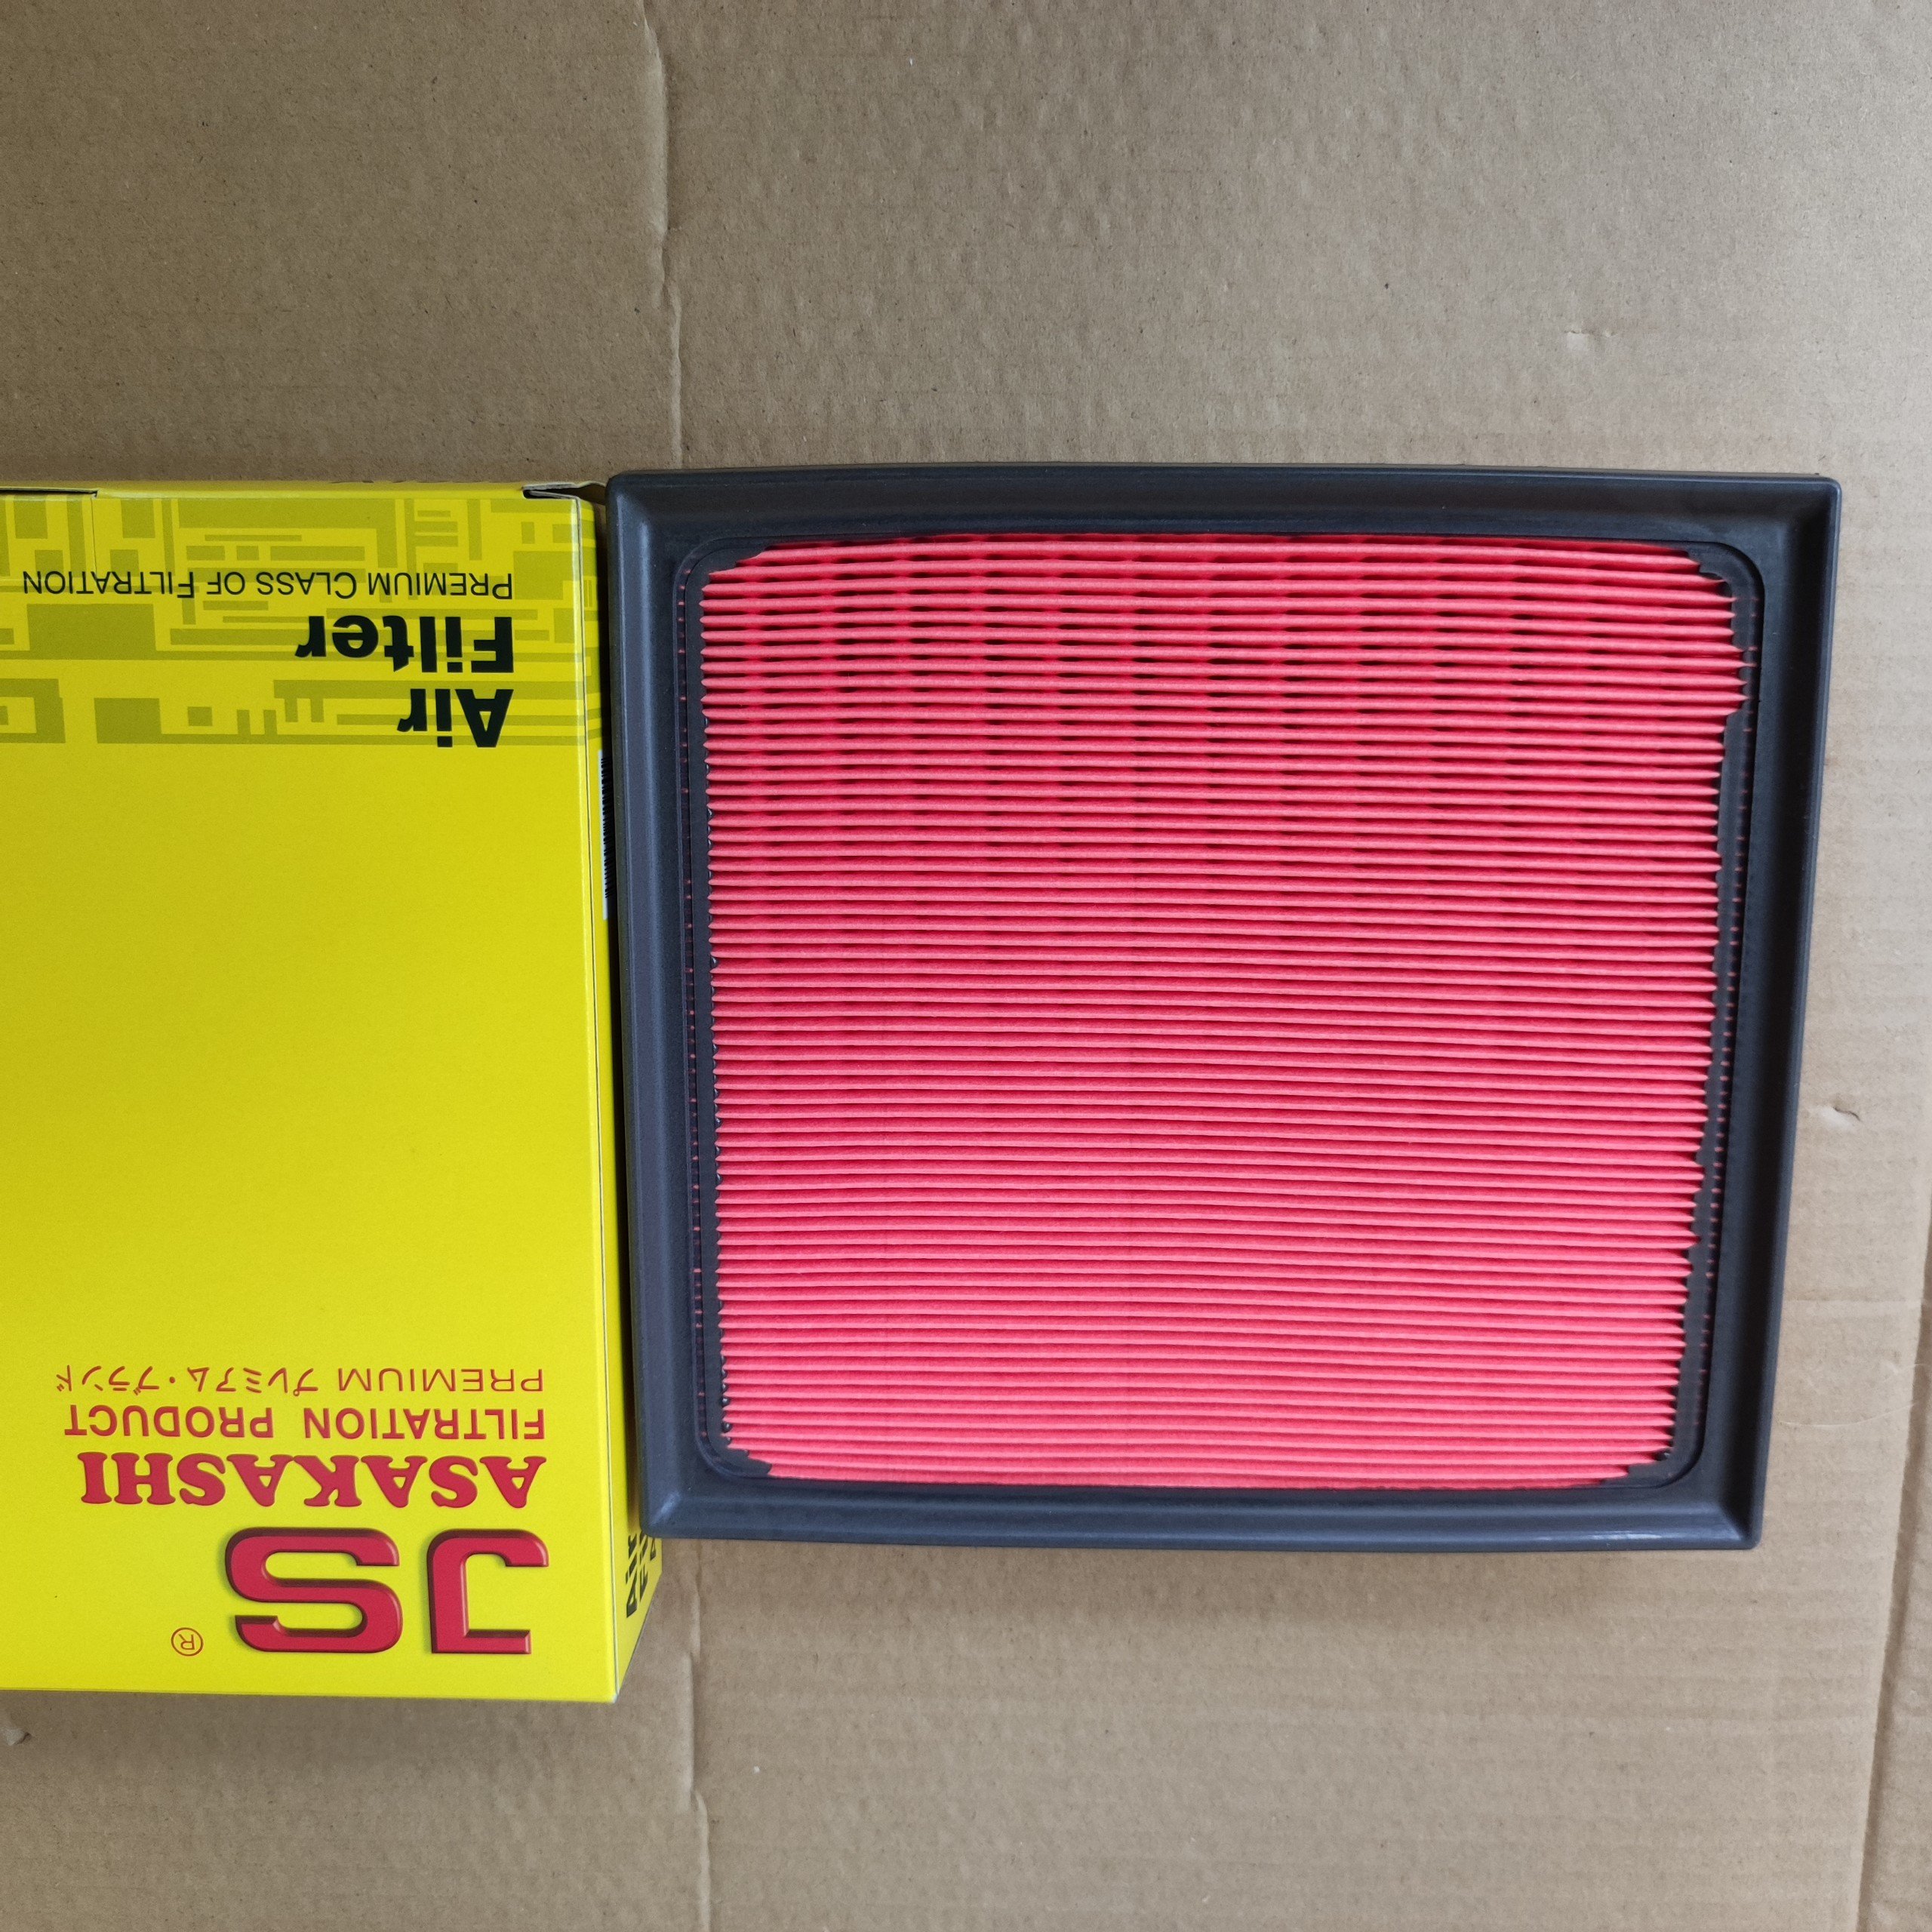 JS®
ASAKASHI
FILTRATION PRODUCT
PREMIUM プレミアム・ブランド
Air
Filter
PREMIUM CLASS OF FILTRATION